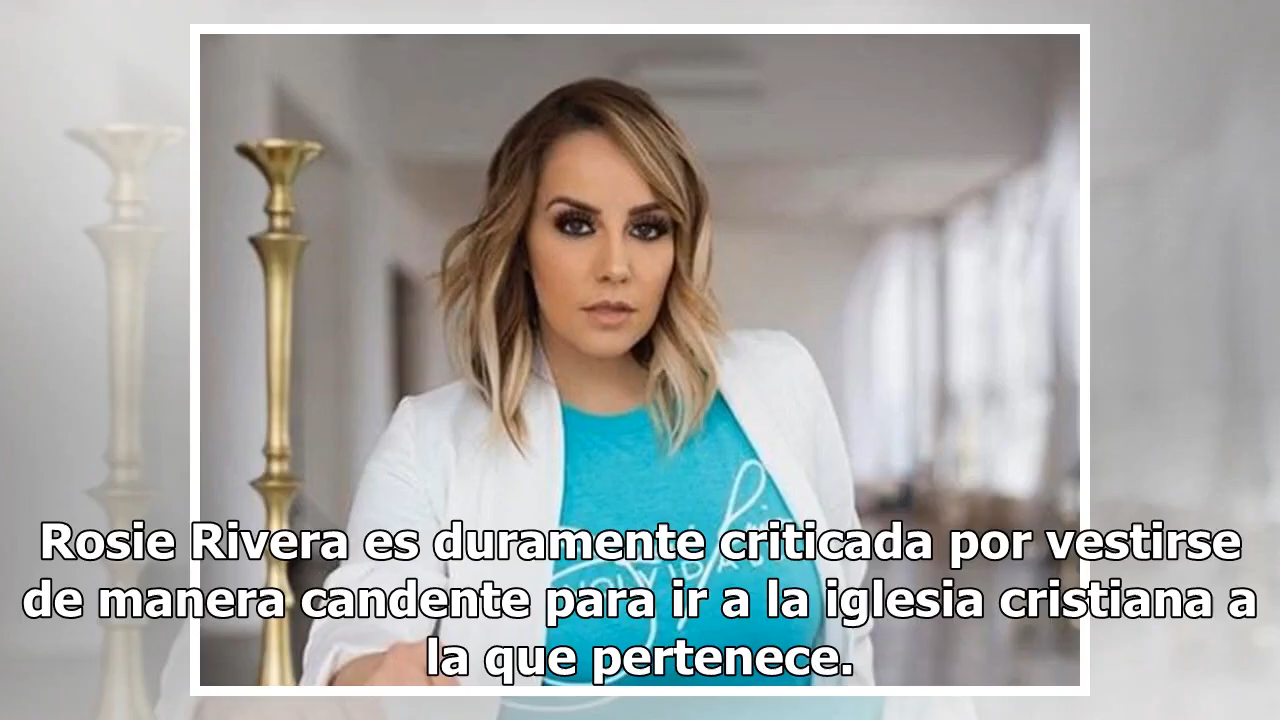 Rosie Rivera es duramente criticada por vestirse
de manera candente para ir a la iglesia cristiana a
la que pertenece.